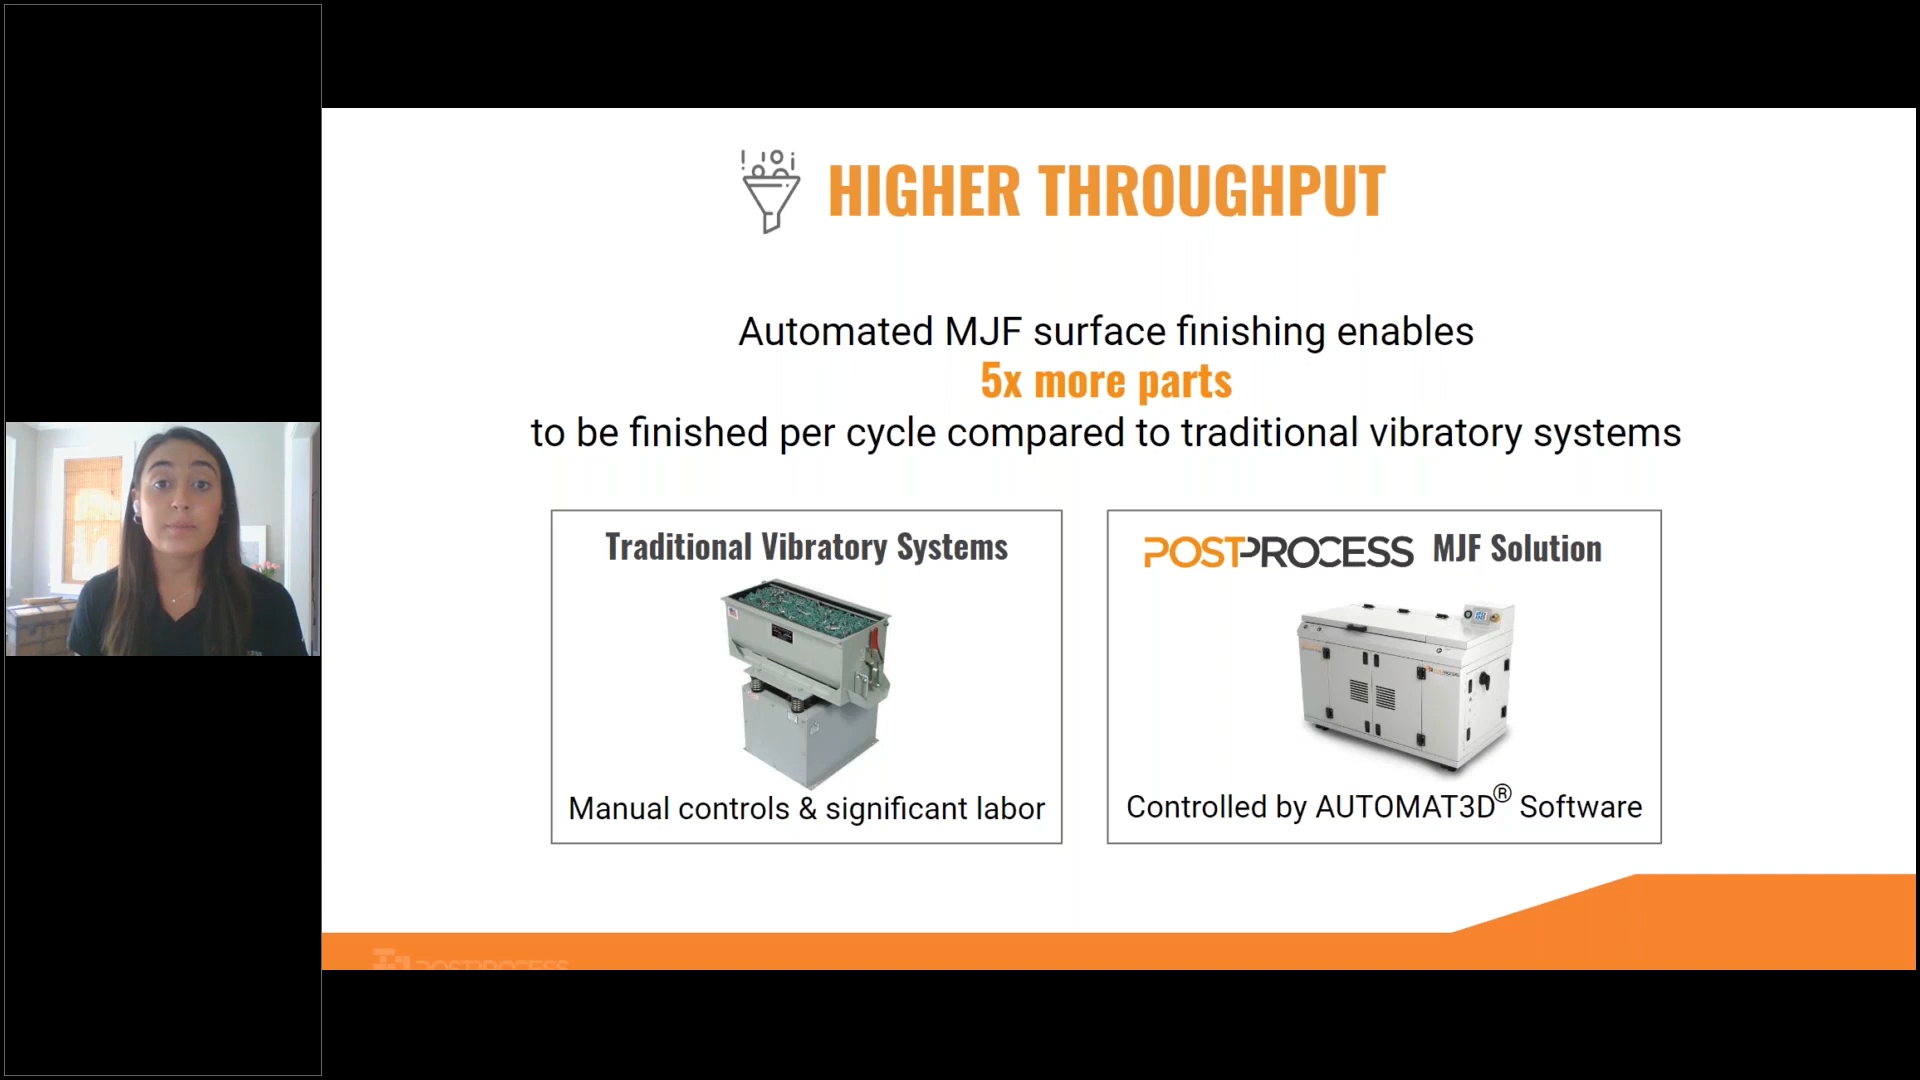 HIGHER THROUGHPUT
Automated MJF surface finishing enables
5x more parts
to be finished per cycle compared to traditional vibratory systems
Traditional Vibratory Systems
Manual controls & significant labor
POSTPROCESS MJF Solution
Controlled by AUTOMAT3D® Software
POSTPROCESS